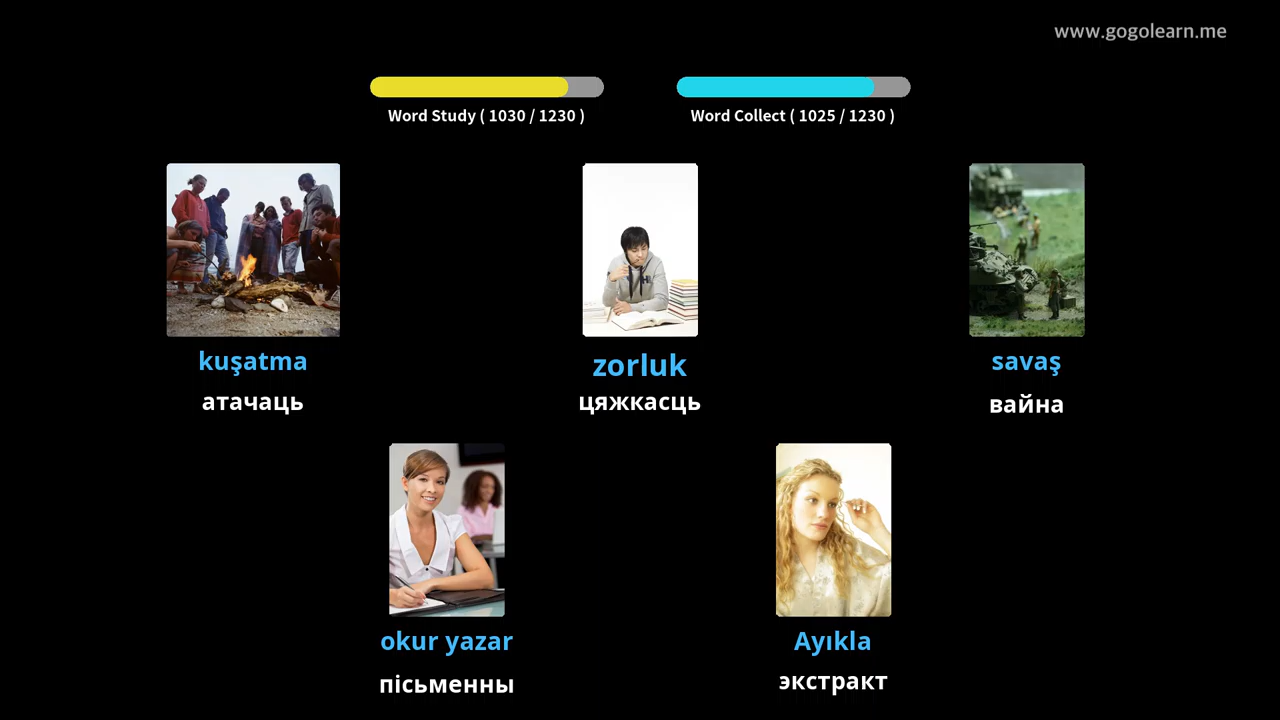 www.gogolearn.me
Word Study ( 1030 / 1230 )
Word Collect ( 1025 / 1230 )
kuşatma
атачаць
zorluk
цяжкасць
savaş
вайна
okur yazar
пісьменны
Ayıkla
экстракт